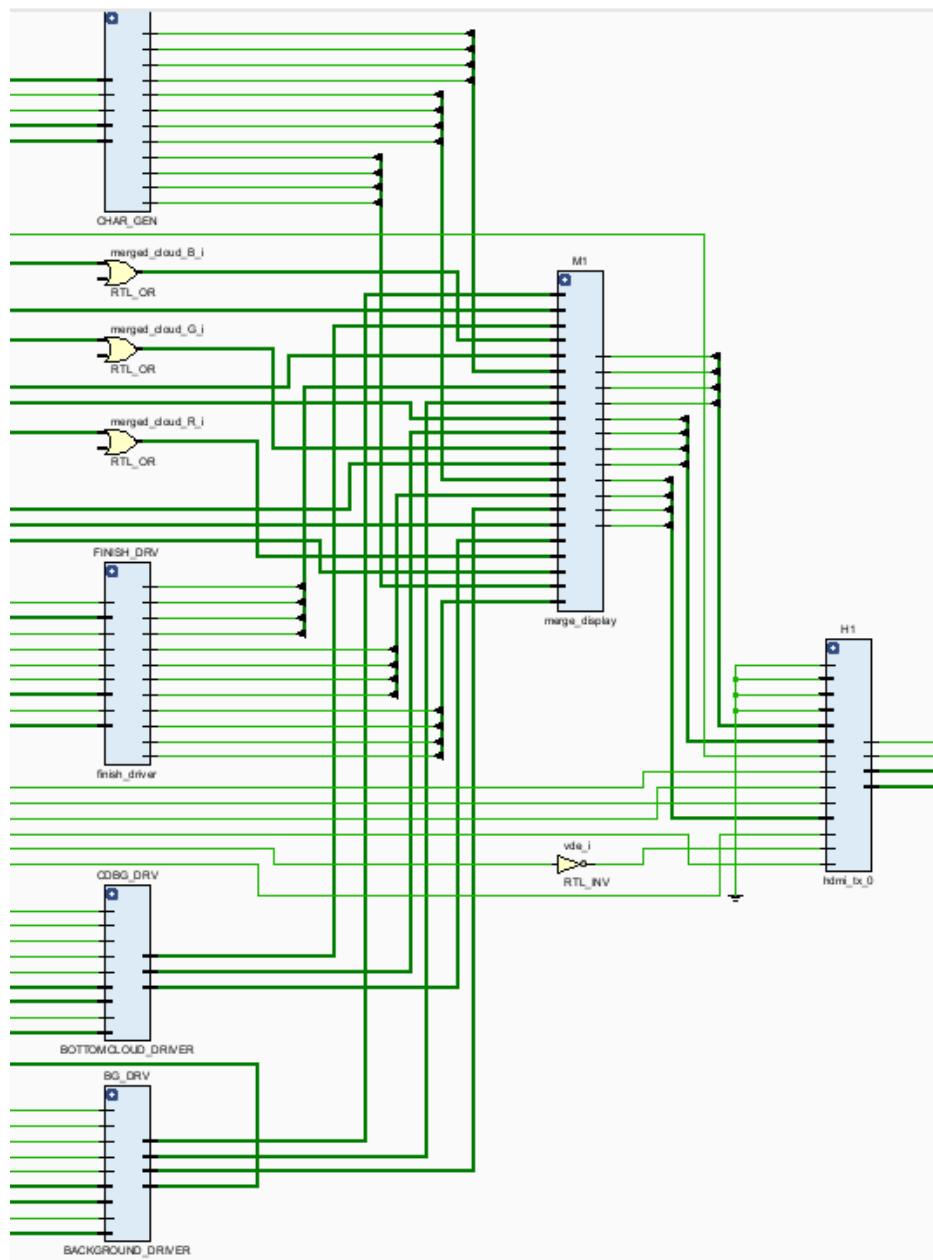 CHAR_GEN
merged_cloud_B_i
RTL_OR
merged_cloud_G_i
RTL_OR
merged_cloud_R_i
RTL_OR
M1
merge_display
FINISH_DRV
finish_driver
H1
hdmi_tx_0
vde_i
RTL_INV
CDBG_DRV
BOTTOMCLOUD_DRIVER
BG_DRV
BACKGROUND_DRIVER